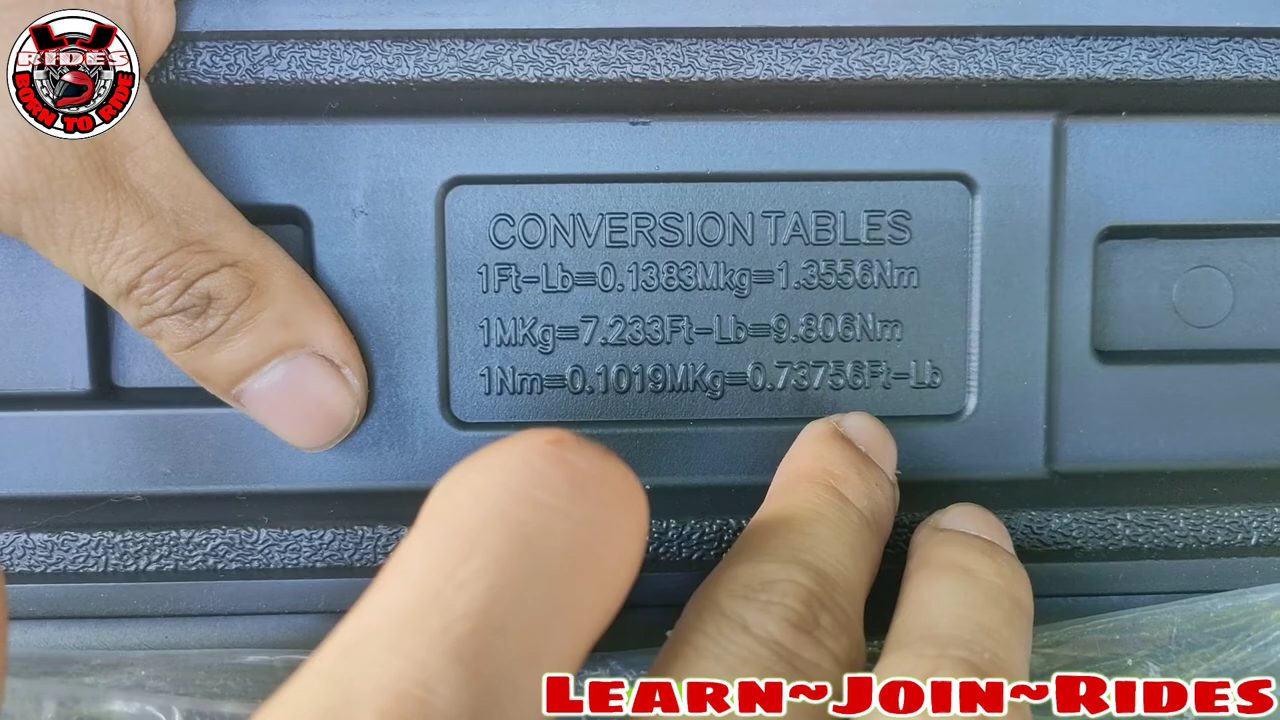 RIDES
BORN TO RIDE
CONVERSION TABLES
1Ft-Lb=0.1383Mkg=1.3556Nm
1MKg=7.233Ft-Lb=9.806Nm
1Nm=0.1019MKg=0.73756Ft-Lb
LEARN~JOIN~RIDES